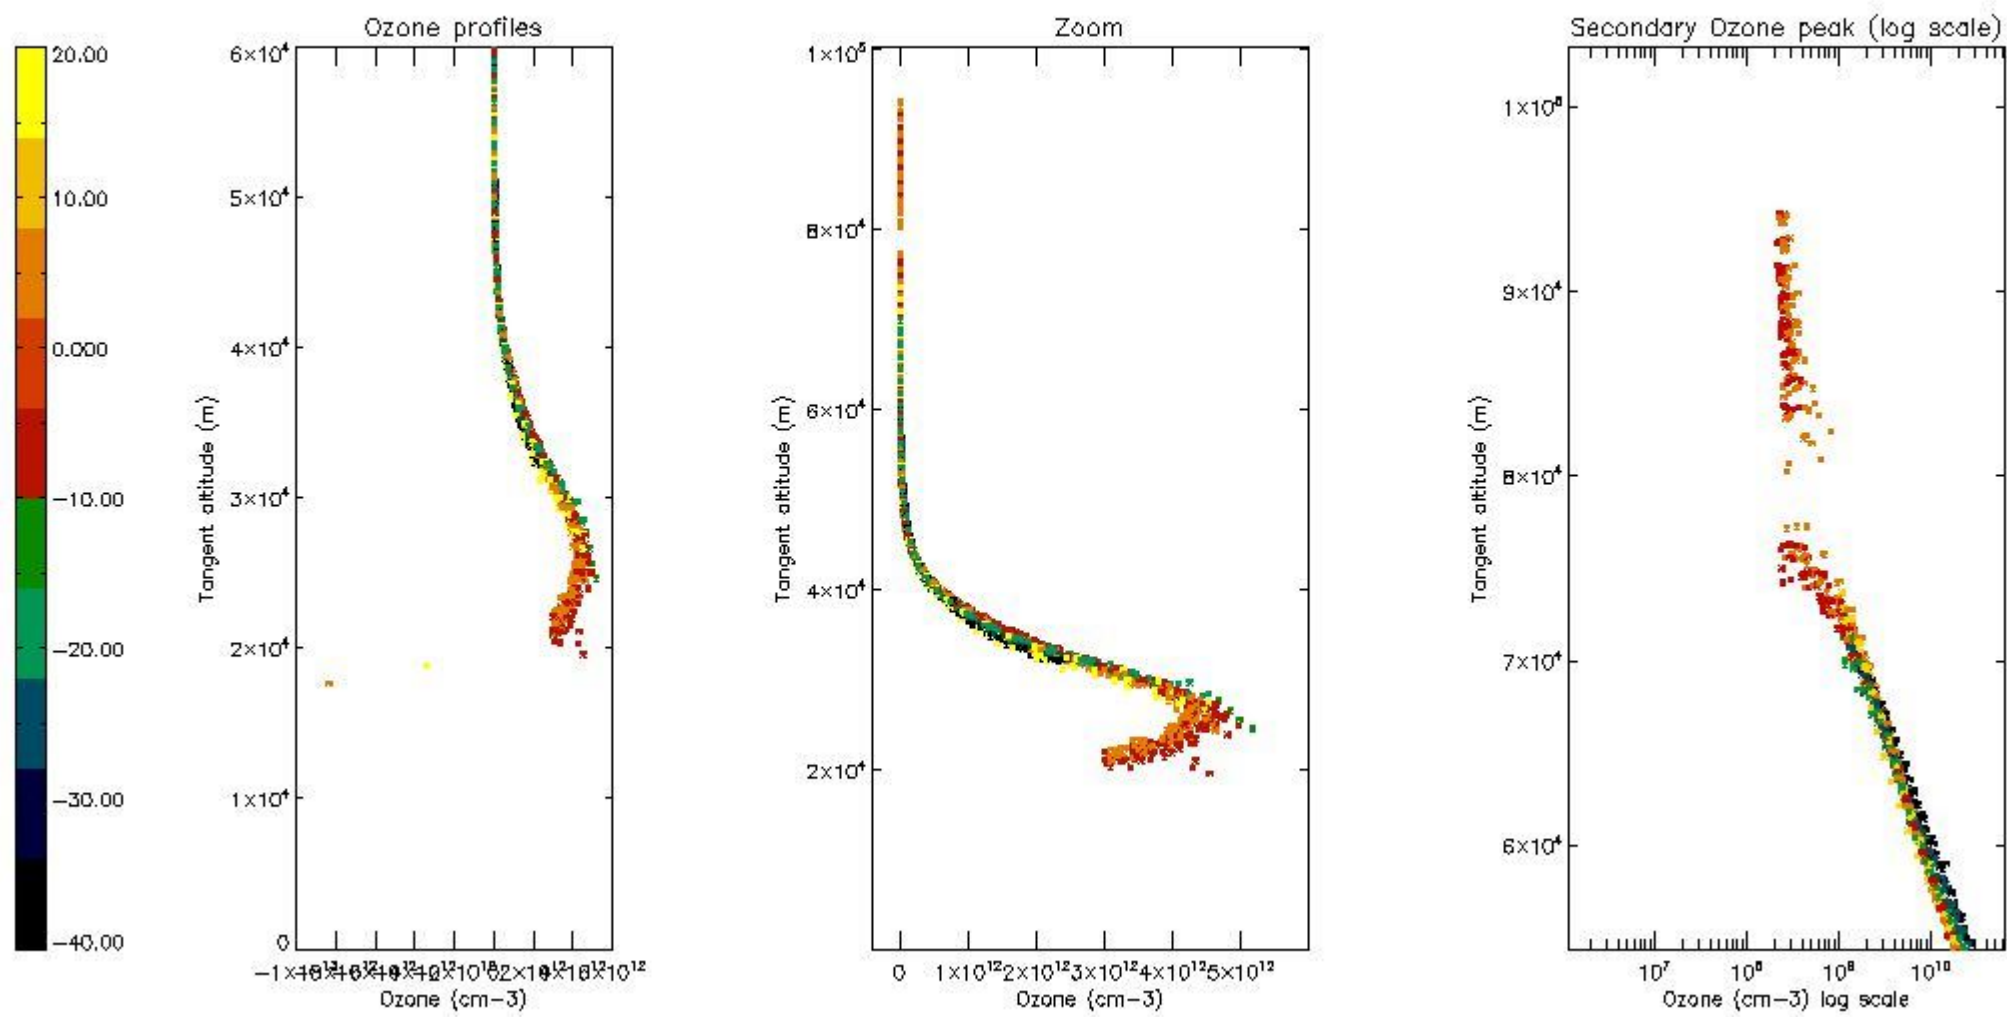 Ozone profiles
Zoom
Secondary Ozone peak (log scale)
20.00
10.00
0.000
−10.00
−20.00
−30.00
−40.00
6×10⁴
5×10⁴
4×10⁴
3×10⁴
2×10⁴
1×10⁴
0
Tangent altitude (m)
Ozone (cm−3)
1×10⁵
8×10⁴
6×10⁴
4×10⁴
2×10⁴
Tangent altitude (m)
0 1×10¹² 2×10¹² 3×10¹² 4×10¹² 5×10¹²
Ozone (cm−3)
9×10⁴
8×10⁴
7×10⁴
6×10⁴
Tangent altitude (m)
10⁷ 10⁸ 10⁹ 10¹⁰
Ozone (cm−3) log scale